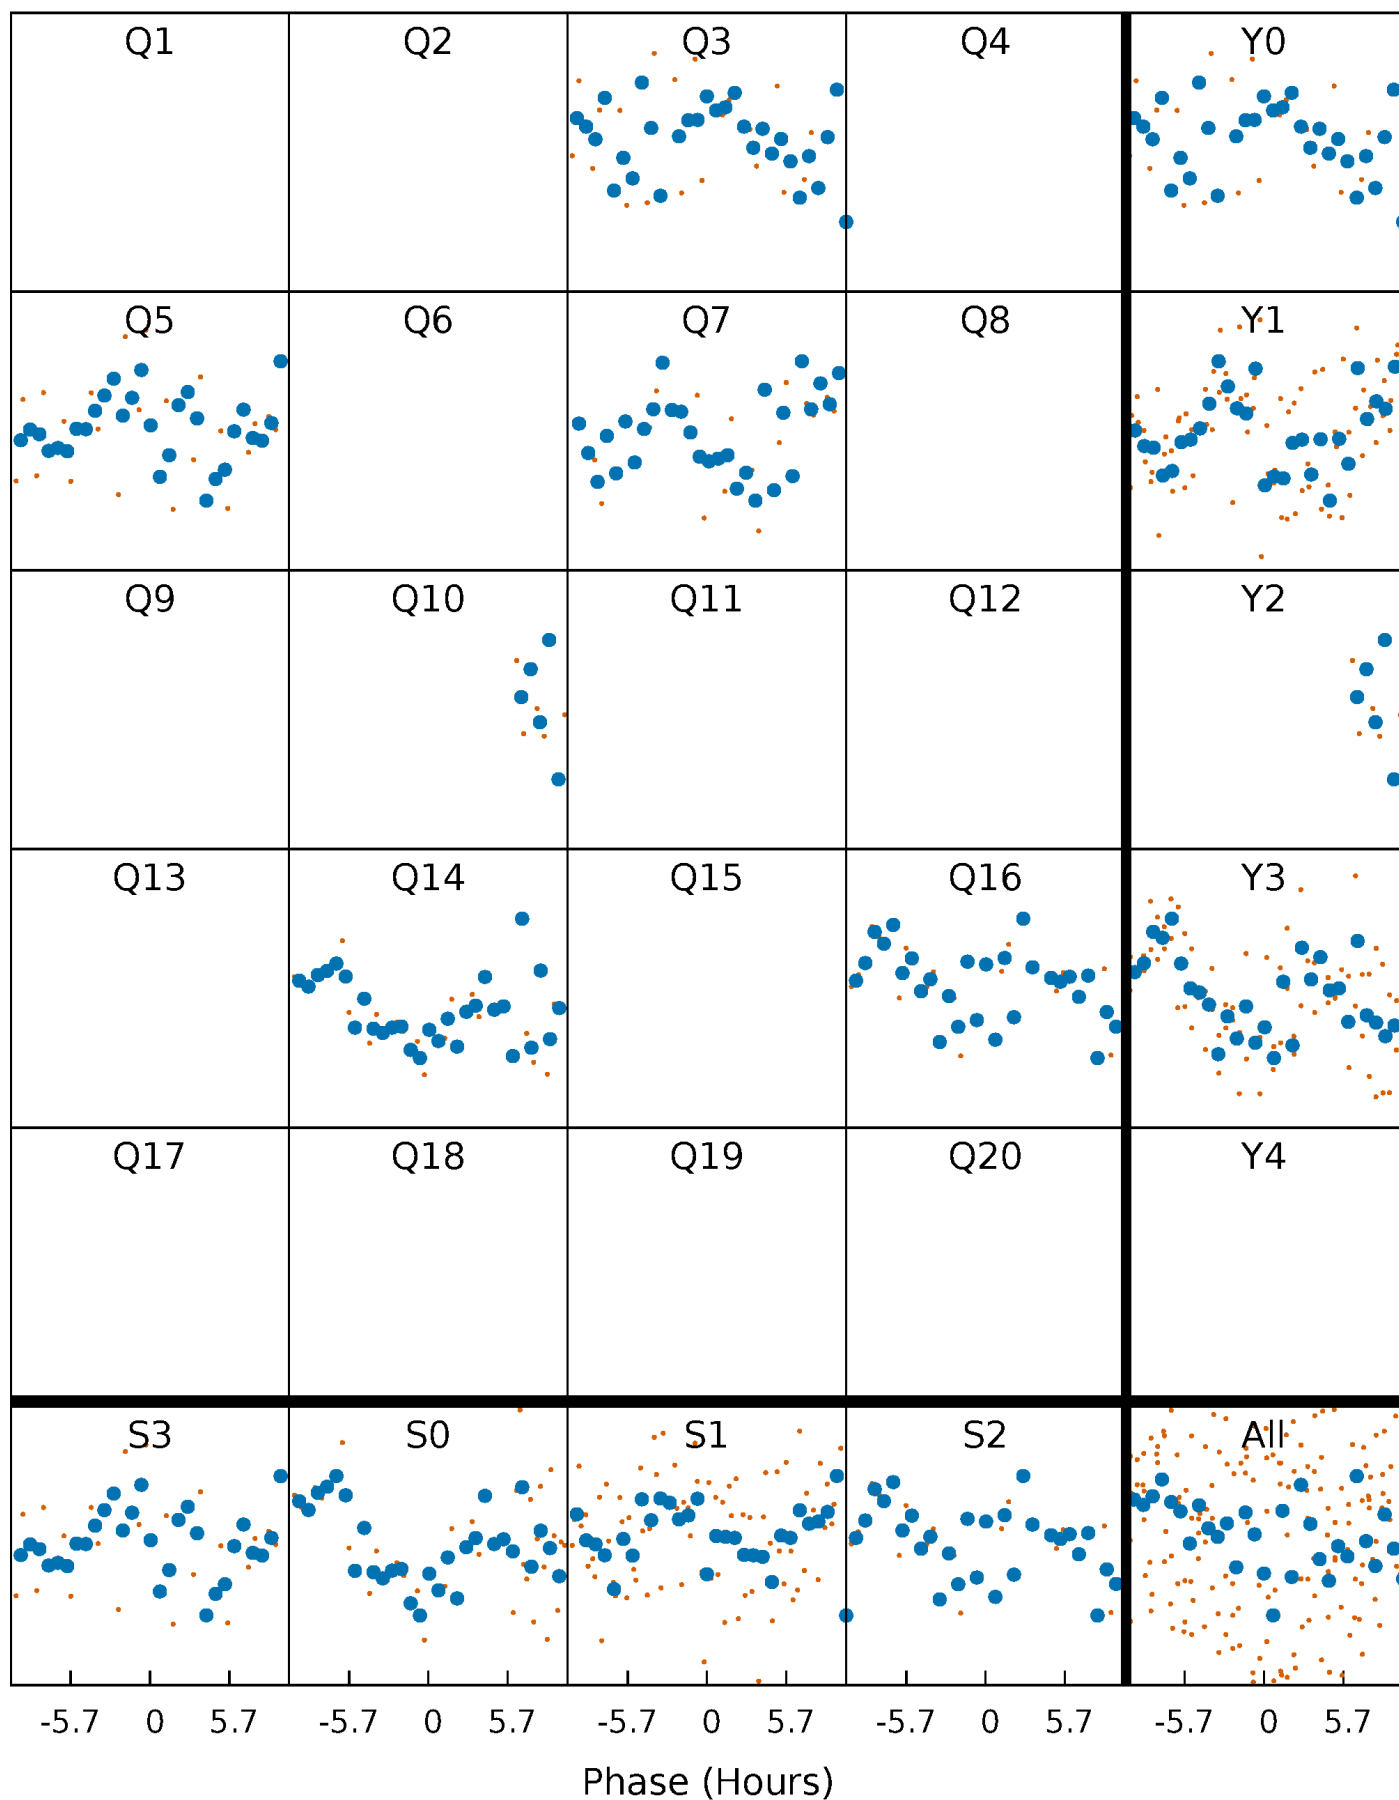 Q1 Q2 Q3 Q4 Y0
Q5 Q6 Q7 Q8 Y1
Q9 Q10 Q11 Q12 Y2
Q13 Q14 Q15 Q16 Y3
Q17 Q18 Q19 Q20 Y4
S3 S0 S1 S2 All
-5.7 0 5.7 -5.7 0 5.7 -5.7 0 5.7 -5.7 0 5.7 -5.7 0 5.7
Phase (Hours)